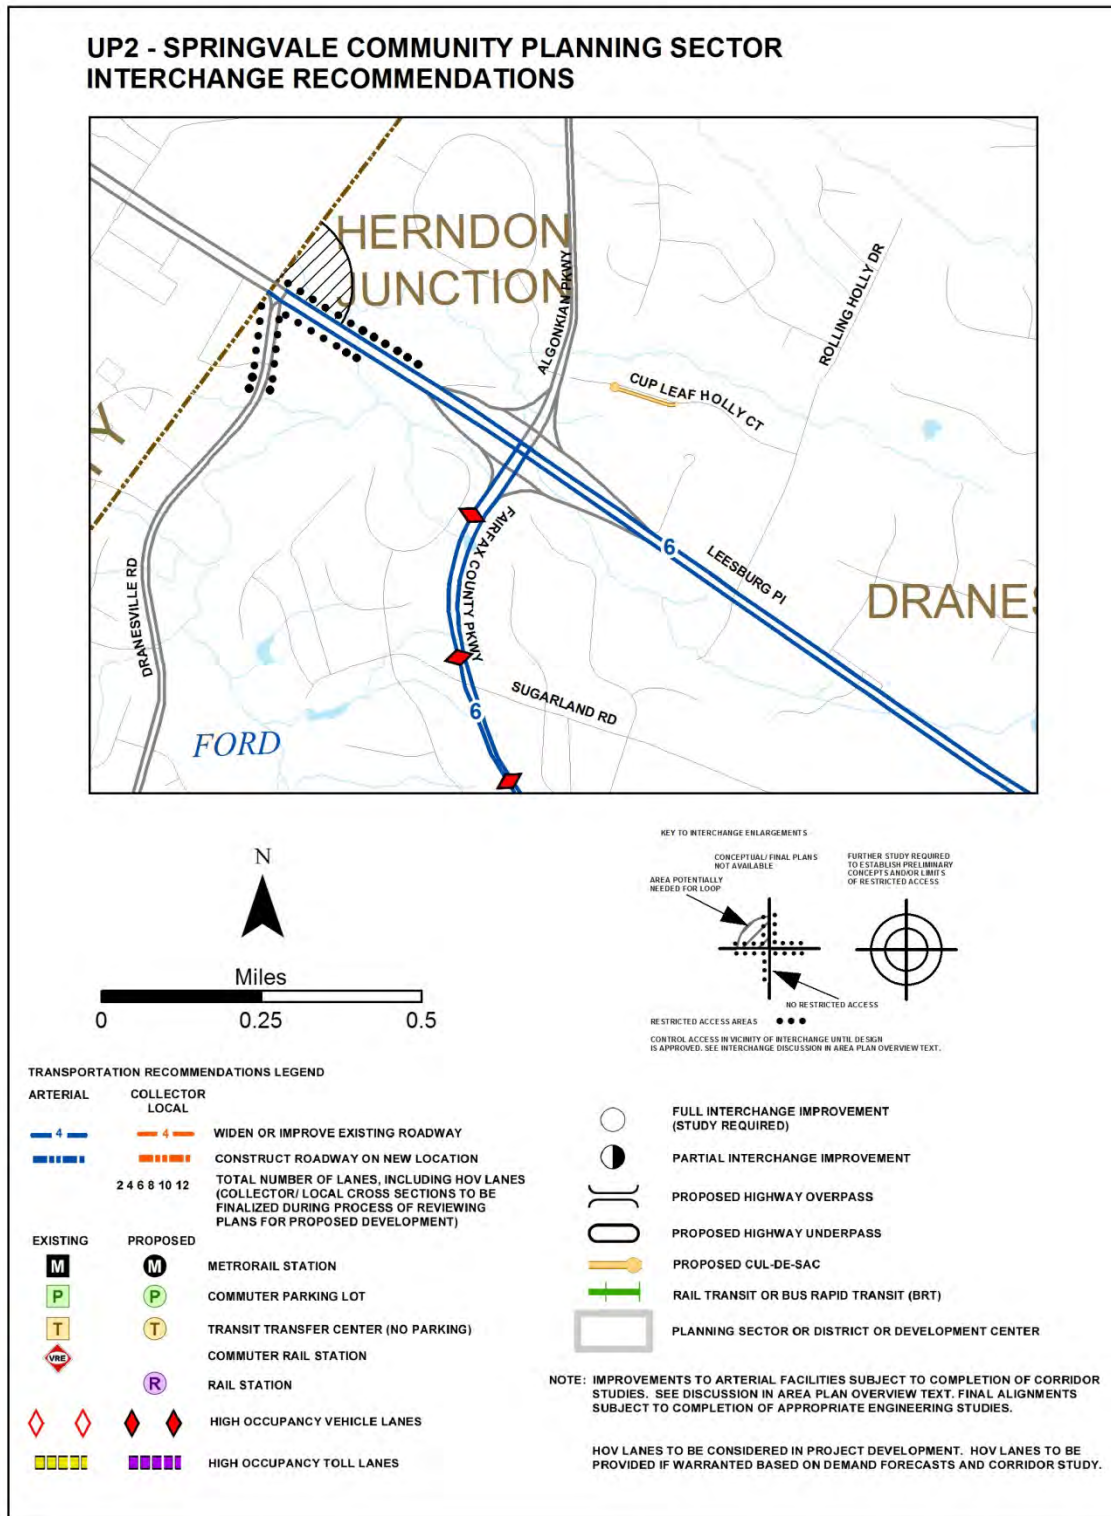 UP2 - SPRINGVALE COMMUNITY PLANNING SECTOR
INTERCHANGE RECOMMENDATIONS
HERNDON
JUNCTION
ALGONKIAN PKWY
ROLLING HOLLY DR
CUP LEAF HOLLY CT
Y
FAIRFAX COUNTY PKWY
6
LEESBURG PI
DRANES
DRANESVILLE RD
SUGARLAND RD
6
FORD
N
Miles
0 0.25 0.5
KEY TO INTERCHANGE ENLARGEMENTS
CONCEPTUAL/ FINAL PLANS
NOT AVAILABLE
AREA POTENTIALLY
NEEDED FOR LOOP
FURTHER STUDY REQUIRED
TO ESTABLISH PRELIMINARY
CONCEPTS AND/OR LIMITS
OF RESTRICTED ACCESS
NO RESTRICTED ACCESS
RESTRICTED ACCESS AREAS
CONTROL ACCESS IN VICINITY OF INTERCHANGE UNTIL DESIGN
IS APPROVED. SEE INTERCHANGE DISCUSSION IN AREA PLAN OVERVIEW TEXT.
TRANSPORTATION RECOMMENDATIONS LEGEND
ARTERIAL COLLECTOR
LOCAL
4 4 WIDEN OR IMPROVE EXISTING ROADWAY
CONSTRUCT ROADWAY ON NEW LOCATION
2 4 6 8 10 12 TOTAL NUMBER OF LANES, INCLUDING HOV LANES
(COLLECTOR/ LOCAL CROSS SECTIONS TO BE
FINALIZED DURING PROCESS OF REVIEWING
PLANS FOR PROPOSED DEVELOPMENT)
EXISTING PROPOSED
M M METRORAIL STATION
P P COMMUTER PARKING LOT
T T TRANSIT TRANSFER CENTER (NO PARKING)
VRE COMMUTER RAIL STATION
R RAIL STATION
HIGH OCCUPANCY VEHICLE LANES
HIGH OCCUPANCY TOLL LANES
FULL INTERCHANGE IMPROVEMENT
(STUDY REQUIRED)
PARTIAL INTERCHANGE IMPROVEMENT
PROPOSED HIGHWAY OVERPASS
PROPOSED HIGHWAY UNDERPASS
PROPOSED CUL-DE-SAC
RAIL TRANSIT OR BUS RAPID TRANSIT (BRT)
PLANNING SECTOR OR DISTRICT OR DEVELOPMENT CENTER
NOTE: IMPROVEMENTS TO ARTERIAL FACILITIES SUBJECT TO COMPLETION OF CORRIDOR
STUDIES. SEE DISCUSSION IN AREA PLAN OVERVIEW TEXT. FINAL ALIGNMENTS
SUBJECT TO COMPLETION OF APPROPRIATE ENGINEERING STUDIES.
HOV LANES TO BE CONSIDERED IN PROJECT DEVELOPMENT. HOV LANES TO BE
PROVIDED IF WARRANTED BASED ON DEMAND FORECASTS AND CORRIDOR STUDY.